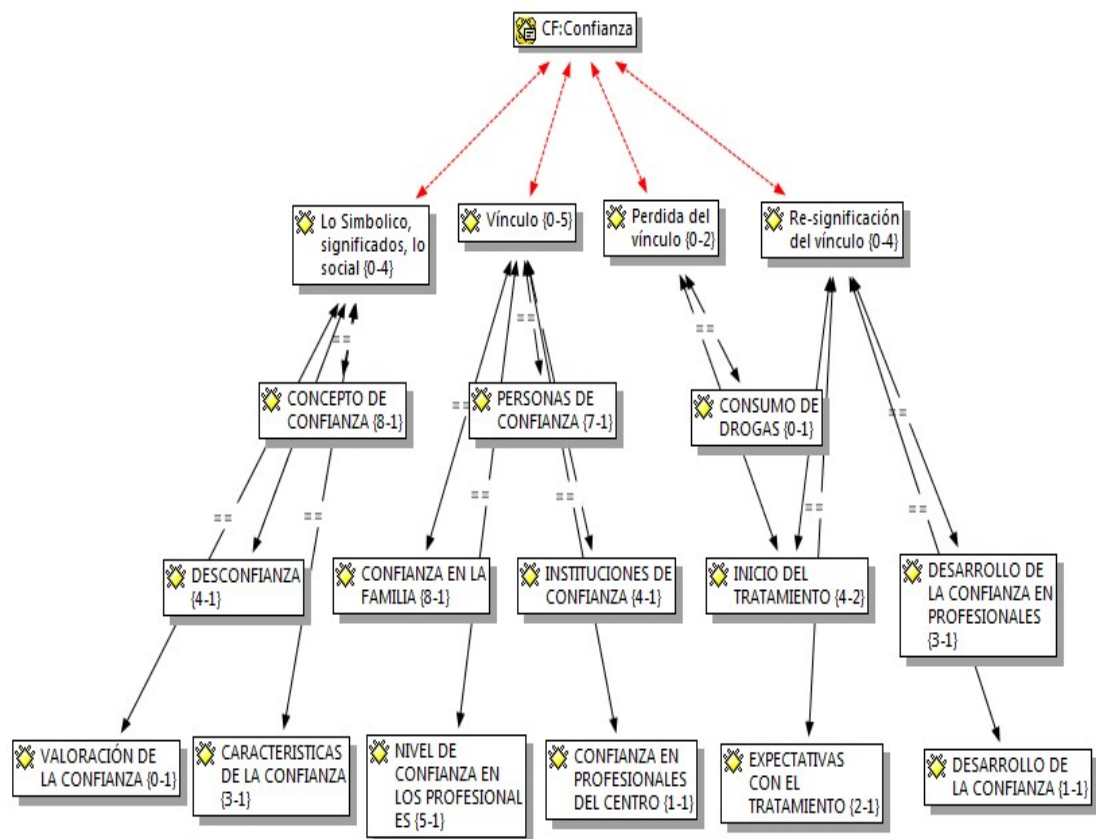 CF:Confianza
Lo Simbolico,
significados, lo
social {0-4}
Vínculo {0-5}
Perdida del
vínculo {0-2}
Re-significación
del vínculo {0-4}
==
==
==
==
==
==
==
==
==
==
CONCEPTO DE
CONFIANZA {8-1}
PERSONAS DE
CONFIANZA {7-1}
CONSUMO DE
DROGAS {0-1}
DESCONFIANZA
{4-1}
CONFIANZA EN LA
FAMILIA {8-1}
INSTITUCIONES DE
CONFIANZA {4-1}
INICIO DEL
TRATAMIENTO {4-2}
DESARROLLO DE
LA CONFIANZA EN
PROFESIONALES
{3-1}
VALORACIÓN DE
LA CONFIANZA {0-1}
CARACTERISTICAS
DE LA CONFIANZA
{3-1}
NIVEL DE
CONFIANZA EN
LOS PROFESIONAL
ES {5-1}
CONFIANZA EN
PROFESIONALES
DEL CENTRO {1-1}
EXPECTATIVAS
CON EL
TRATAMIENTO {2-1}
DESARROLLO DE
LA CONFIANZA {1-1}